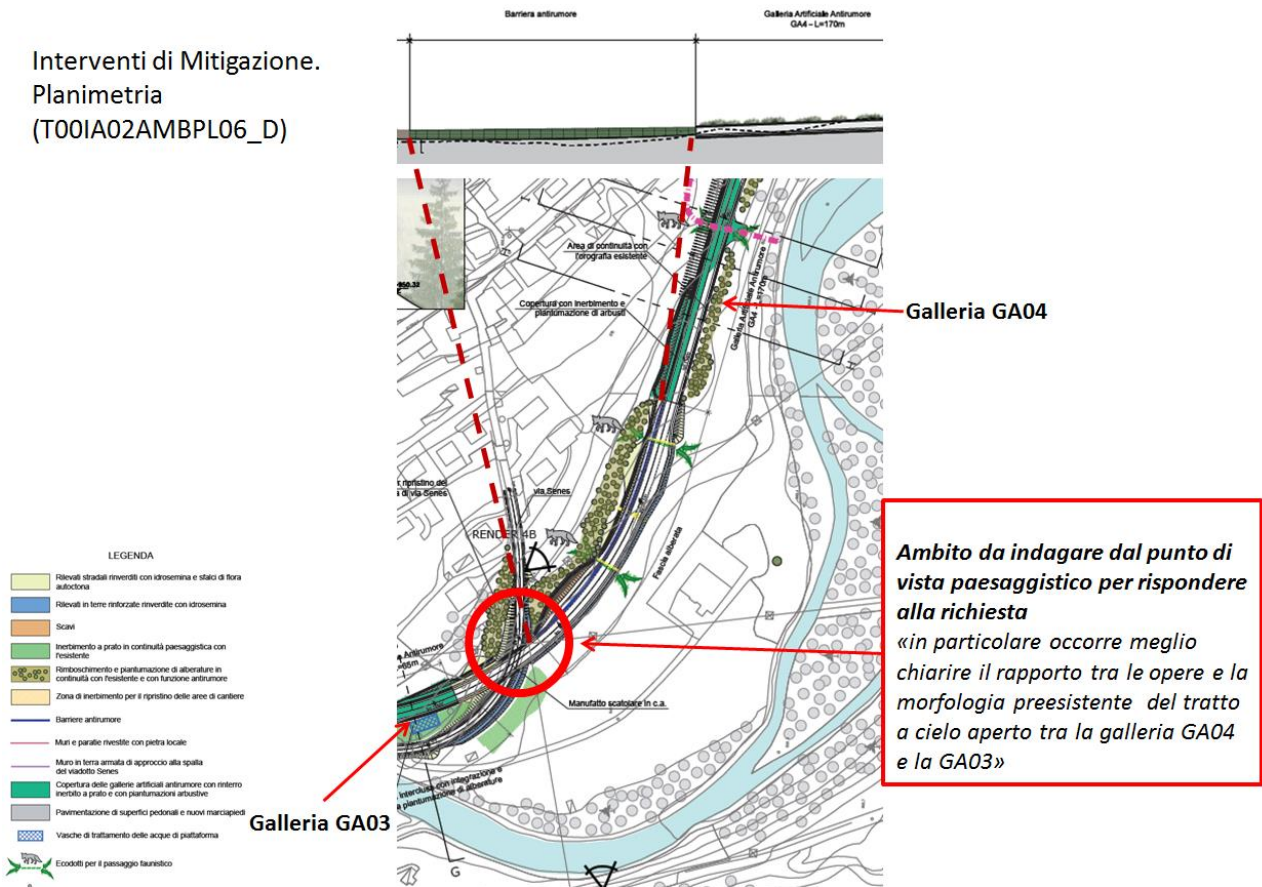 Interventi di Mitigazione.
Planimetria
(T00IA02AMBPL06_D)
Barriera antirumore
Galleria Artificiale Antirumore
GA4 – L=170m
Area di continuità con
l'orografia esistente
Copertura con inerbimento e
piantumazione di arbusti
Galleria Artificiale Antirumore
GA4 - L=170m
Galleria GA04
via Senes
RENDER 4B
Fascia alberata
Manufatto scatolare in c.a.
Galleria GA03
G
Ambito da indagare dal punto di
vista paesaggistico per rispondere
alla richiesta
«in particolare occorre meglio
chiarire il rapporto tra le opere e la
morfologia preesistente del tratto
a cielo aperto tra la galleria GA04
e la GA03»
LEGENDA
Rilevati stradali rinverditi con idrosemina e sfalci di flora
autoctona
Rilevati in terre rinforzate rinverdite con idrosemina
Scavi
Inerbimento a prato in continuità paesaggistica con
l'esistente
Rimboschimento e piantumazione di alberature in
continuità con l'esistente e con funzione antirumore
Zona di inerbimento per il ripristino delle aree di cantiere
Barriere antirumore
Muri e paratie rivestite con pietra locale
Muro in terra armata di approccio alla spalla
del viadotto Senes
Copertura delle gallerie artificiali antirumore con rinterro
inerbito a prato e con piantumazioni arbustive
Pavimentazione di superfici pedonali e nuovi marciapiedi
Vasche di trattamento delle acque di piattaforma
Ecodotti per il passaggio faunistico